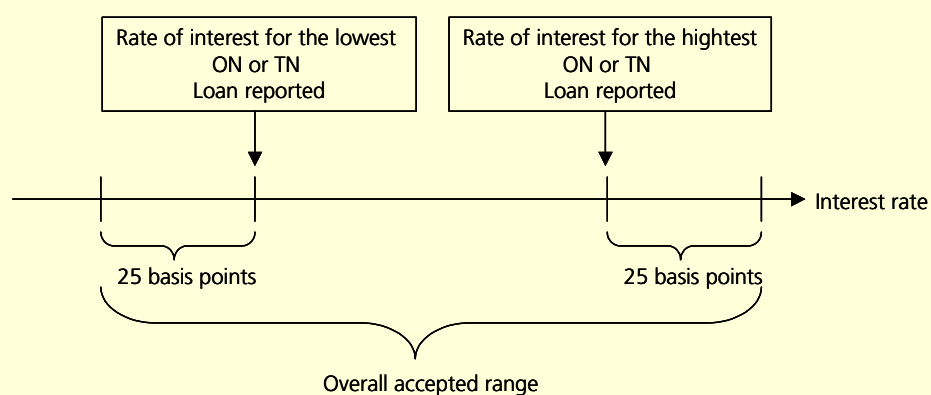 Rate of interest for the lowest
ON or TN
Loan reported
Rate of interest for the hightest
ON or TN
Loan reported
Interest rate
25 basis points
25 basis points
Overall accepted range